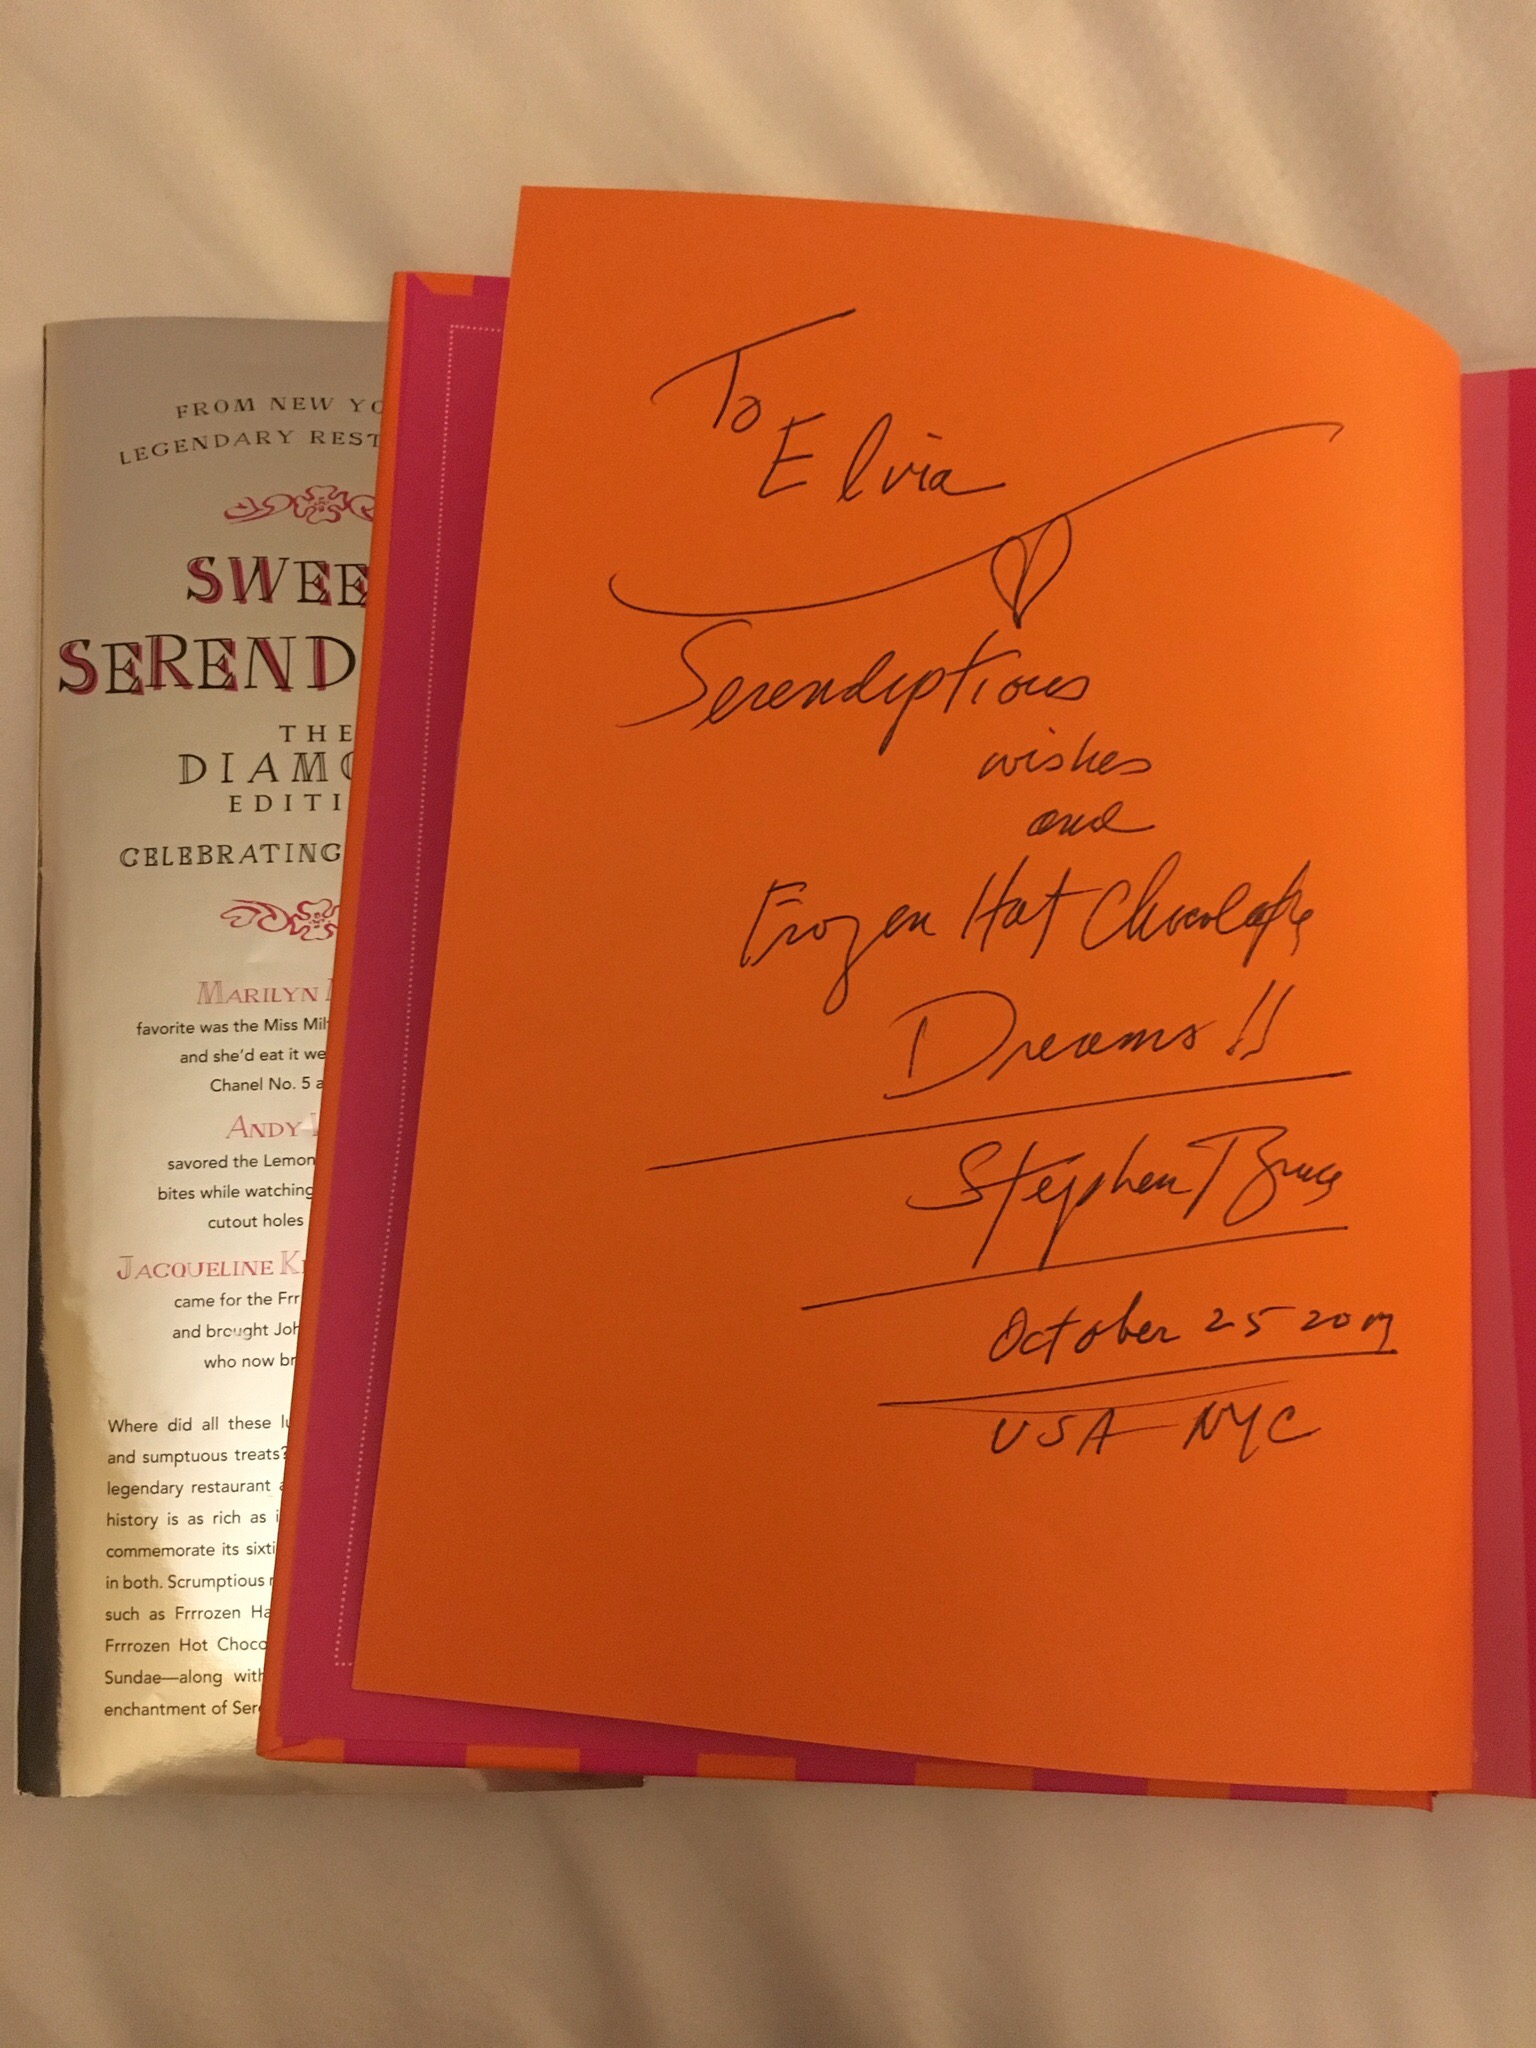 FROM NEW YO
LEGENDARY REST
SWEE
SEREND
THE
DIAMO
EDITI
CELEBRATING
MARILYN
favorite was the Miss Mil
and she'd eat it we
Chanel No. 5 a
ANDY
savored the Lemon
bites while watching
cutout holes
JACQUELINE K
came for the Frr
and brought Joh
who now br
Where did all these lu
and sumptuous treats?
legendary restaurant a
history is as rich as i
commemorate its sixti
in both. Scrumptious r
such as Frrrozen Ha
Frrrozen Hot Choco
Sundae—along with
enchantment of Sere
To
Elvia
Serendiptious
wishes
and
Frozen Hot Chocolate
Dreams!!
Stephen Bruce
October 25 2017
USA - NYC